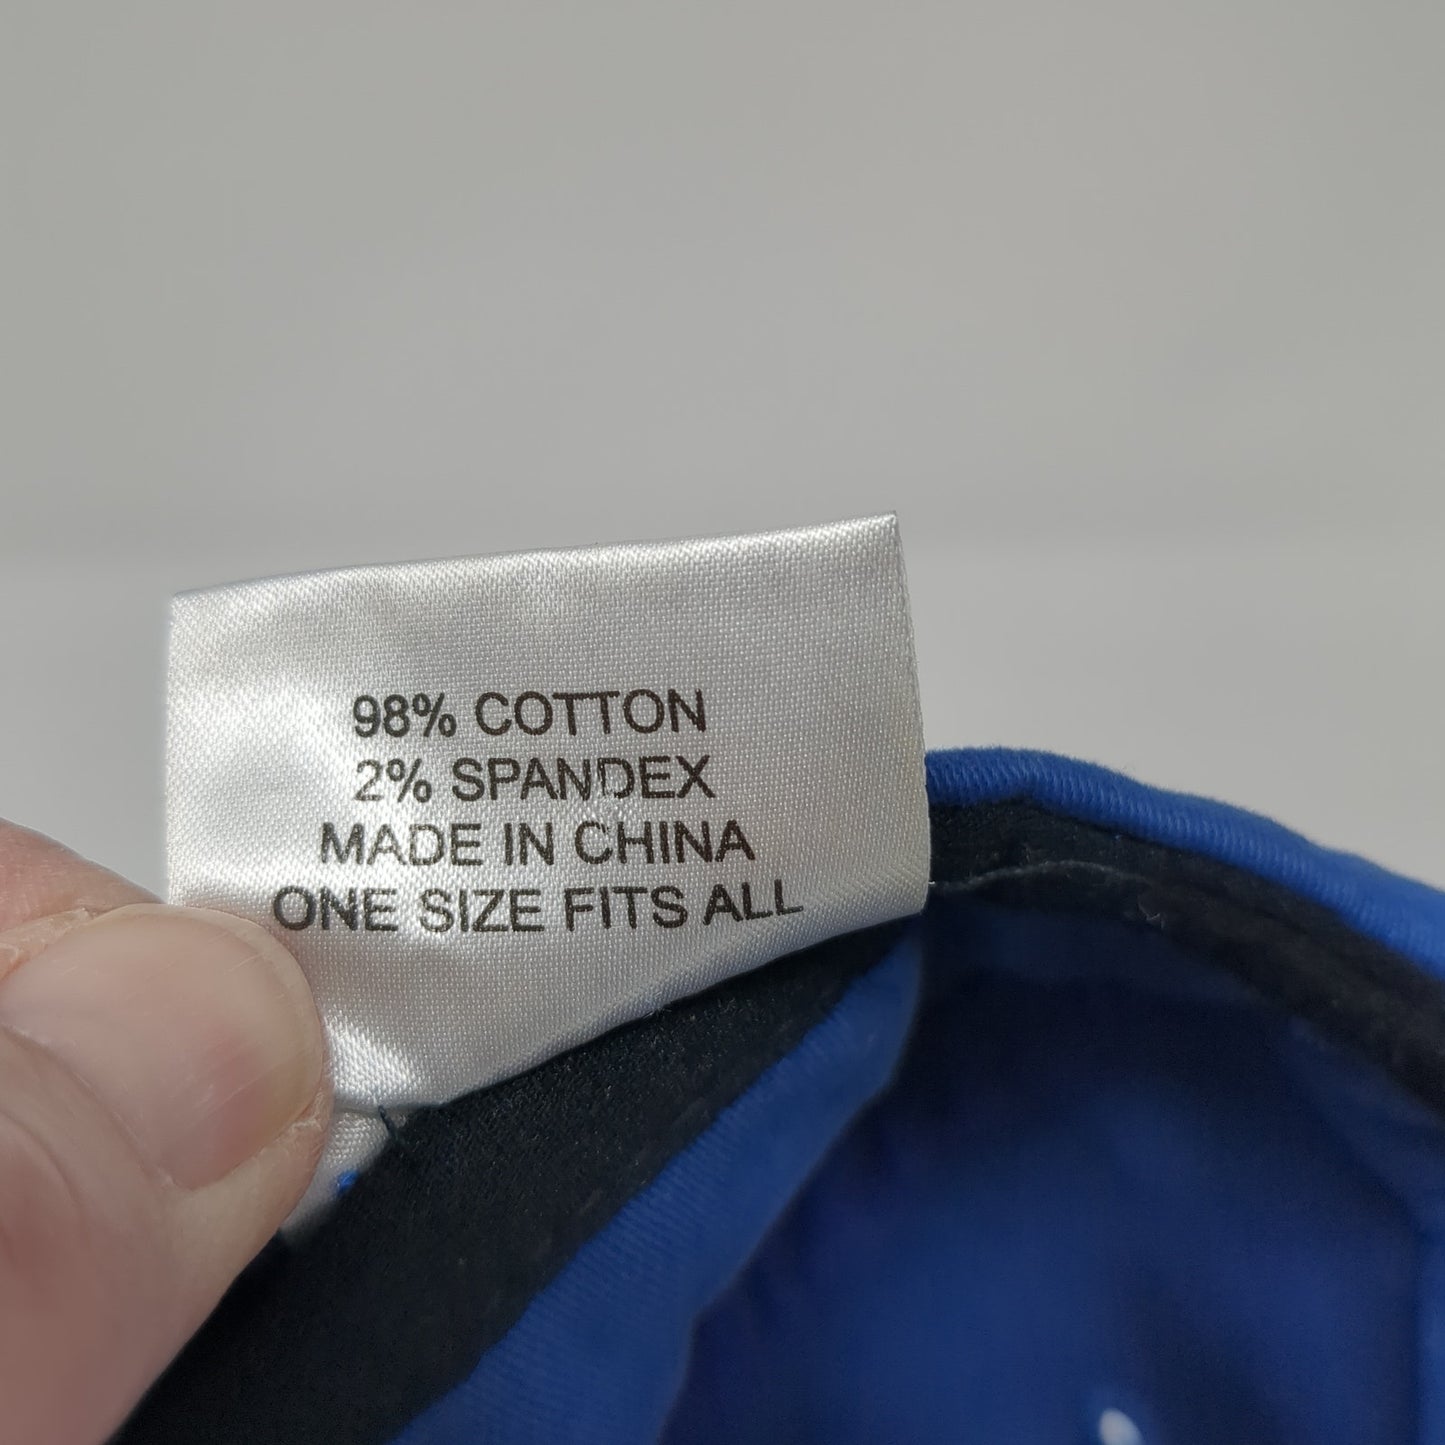 98% COTTON
2% SPANDEX
MADE IN CHINA
ONE SIZE FITS ALL